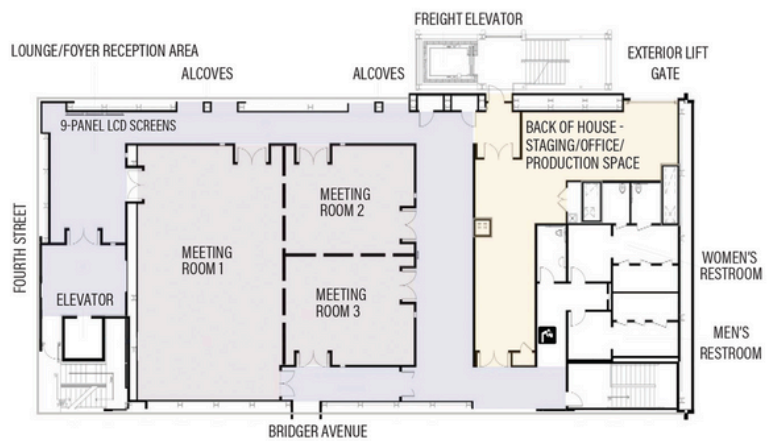 FREIGHT ELEVATOR
LOUNGE/FOYER RECEPTION AREA
ALCOVES
ALCOVES
EXTERIOR LIFT
GATE
9-PANEL LCD SCREENS
BACK OF HOUSE -
STAGING/OFFICE/
PRODUCTION SPACE
MEETING
ROOM 2
MEETING
ROOM 1
FOURTH STREET
WOMEN'S
RESTROOM
ELEVATOR
MEETING
ROOM 3
MEN'S
RESTROOM
BRIDGER AVENUE